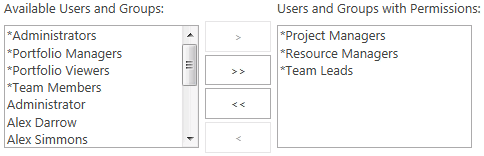 Available Users and Groups:
*Administrators
*Portfolio Managers
*Portfolio Viewers
*Team Members
Administrator
Alex Darrow
Alex Simmons
>
>>
<<
<
Users and Groups with Permissions:
*Project Managers
*Resource Managers
*Team Leads